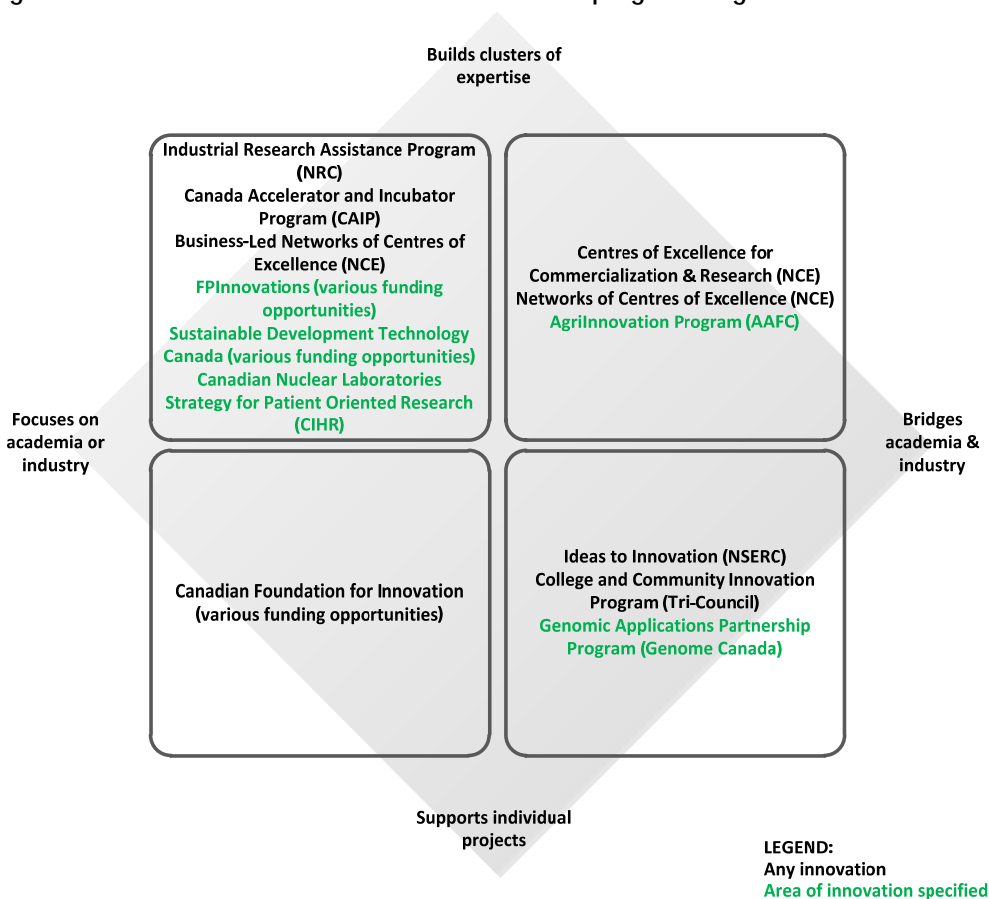 Builds clusters of
expertise
Industrial Research Assistance Program
(NRC)
Canada Accelerator and Incubator
Program (CAIP)
Business-Led Networks of Centres of
Excellence (NCE)
FPInnovations (various funding
opportunities)
Sustainable Development Technology
Canada (various funding opportunities)
Canadian Nuclear Laboratories
Strategy for Patient Oriented Research
(CIHR)
Centres of Excellence for
Commercialization & Research (NCE)
Networks of Centres of Excellence (NCE)
AgriInnovation Program (AAFC)
Focuses on
academia or
industry
Bridges
academia &
industry
Canadian Foundation for Innovation
(various funding opportunities)
Ideas to Innovation (NSERC)
College and Community Innovation
Program (Tri-Council)
Genomic Applications Partnership
Program (Genome Canada)
Supports individual
projects
LEGEND:
Any innovation
Area of innovation specified